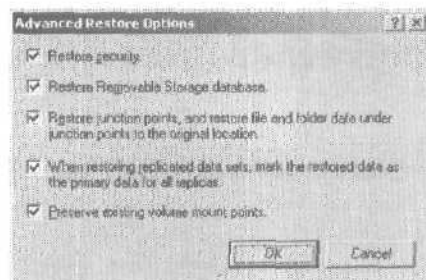 Advanced Restore Options
Restore security.
Restore Removable Storage database.
Restore junction points, and restore file and folder data under
junction points to the original location.
When restoring replicated data sets, mark the restored data as
the primary data for all replicas.
Preserve existing volume mount points.
OK
Cancel